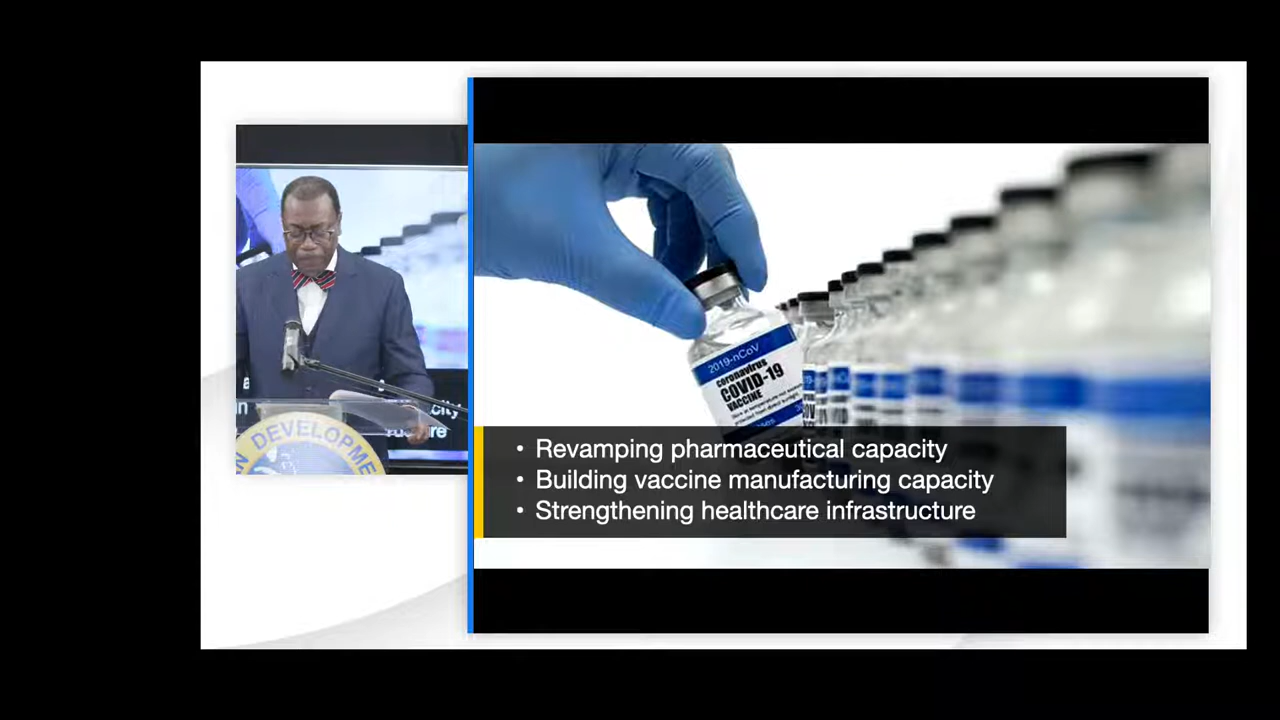 DEVELOPME
2019-nCoV
coronavirus
COVID-19
VACCINE
• Revamping pharmaceutical capacity
• Building vaccine manufacturing capacity
• Strengthening healthcare infrastructure